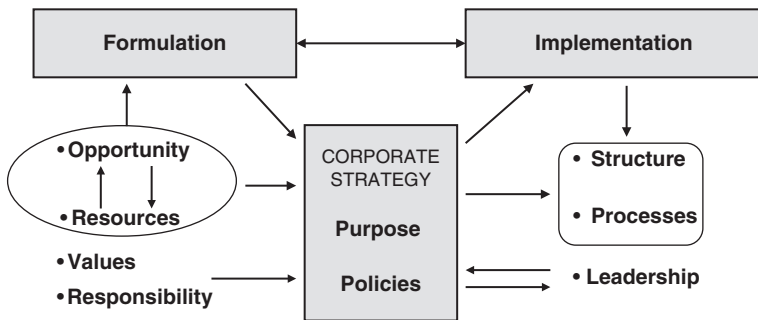 Formulation
Implementation
• Opportunity
• Resources
• Values
• Responsibility
CORPORATE
STRATEGY
Purpose
Policies
• Structure
• Processes
• Leadership